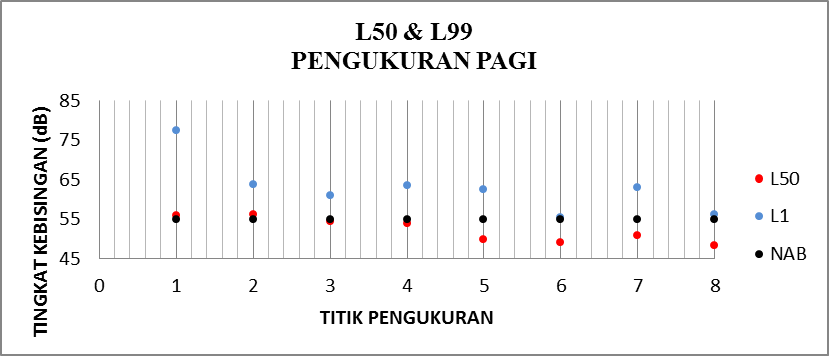 L50 & L99
PENGUKURAN PAGI
TINGKAT KEBISINGAN (dB)
85
75
65
55
45
0 1 2 3 4 5 6 7 8
TITIK PENGUKURAN
L50
L1
NAB